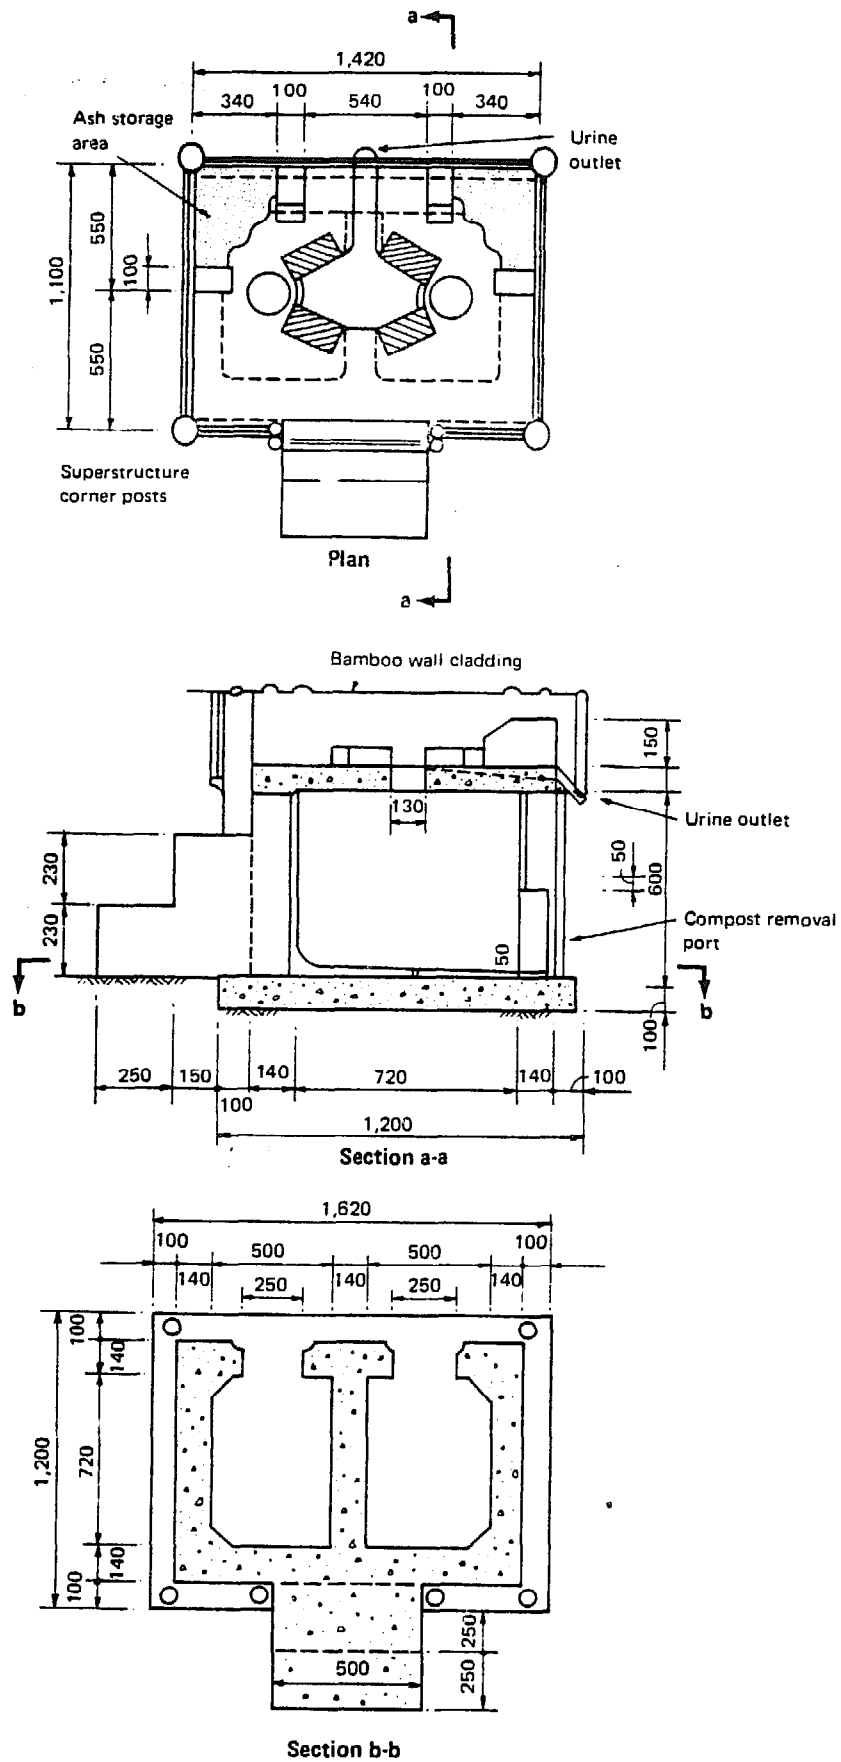 a
1,420
100
100
340
540
340
Ash storage
area
Urine
outlet
550
100
1,100
550
Superstructure
corner posts
Plan
a
Bamboo wall cladding
150
130
Urine outlet
230
50
600
230
50
Compost removal
port
b
b
100
250
150
140
720
140
100
100
1,200
Section a-a
1,620
100
500
500
100
140
250
140
250
140
100
140
1,200
720
140
100
250
500
250
Section b-b